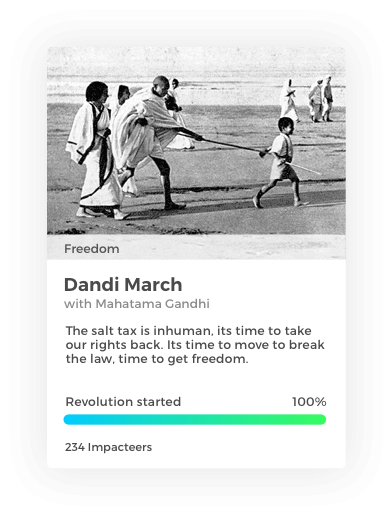 Freedom
Dandi March
with Mahatama Gandhi
The salt tax is inhuman, its time to take
our rights back. Its time to move to break
the law, time to get freedom.
Revolution started 100%
234 Impacteers